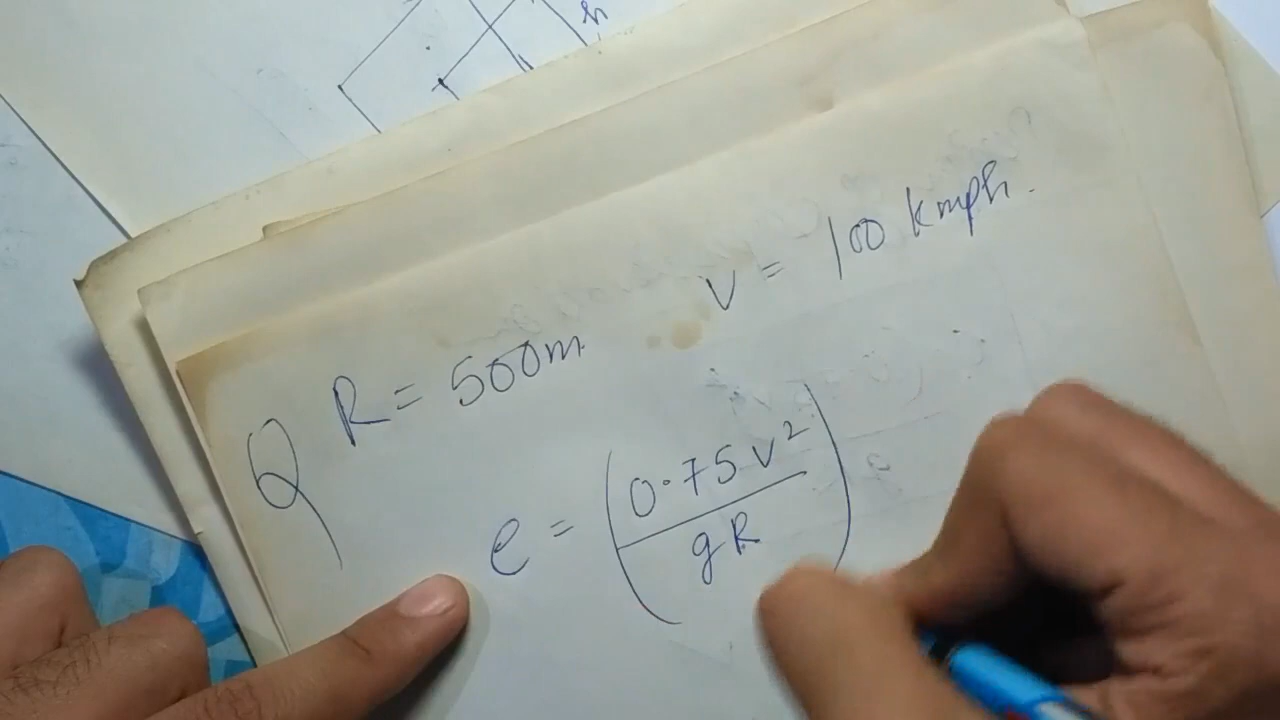 h
Q R = 500m V = 100 kmph.
e = (0.75 V² / gR)